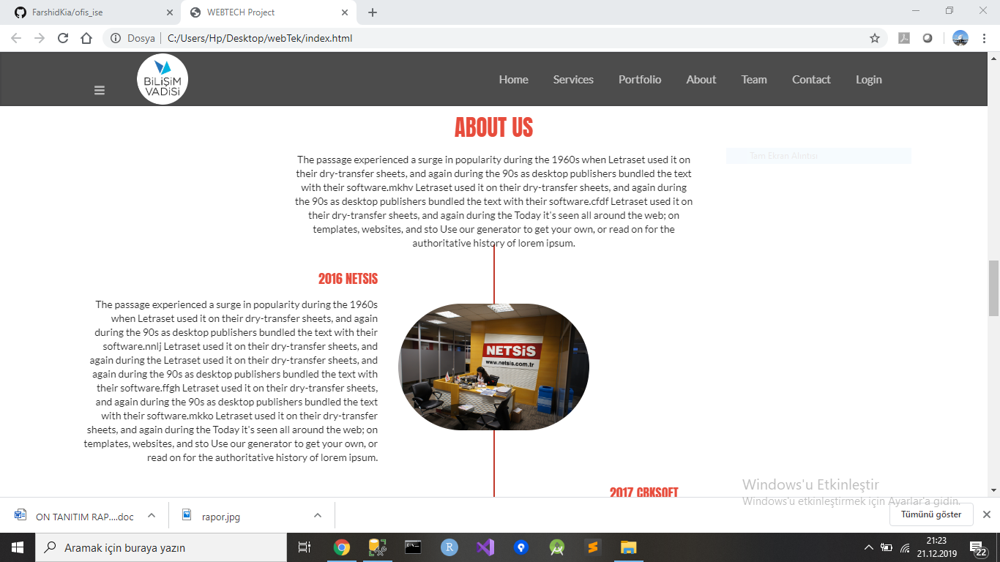 FarshidKia/ofis_ise
WEBTECH Project
Dosya
C:/Users/Hp/Desktop/webTek/index.html
BİLİŞİM
VADİSİ
Home Services Portfolio About Team Contact Login
ABOUT US
Tam Ekran Alıntısı
The passage experienced a surge in popularity during the 1960s when Letraset used it on
their dry-transfer sheets, and again during the 90s as desktop publishers bundled the text
with their software.mkhv Letraset used it on their dry-transfer sheets, and again during
the 90s as desktop publishers bundled the text with their software.cfdf Letraset used it on
their dry-transfer sheets, and again during the Today it's seen all around the web; on
templates, websites, and sto Use our generator to get your own, or read on for the
authoritative history of lorem ipsum.
2016 NETSIS
The passage experienced a surge in popularity during the 1960s
when Letraset used it on their dry-transfer sheets, and again
during the 90s as desktop publishers bundled the text with their
software.nnlj Letraset used it on their dry-transfer sheets, and
again during the Letraset used it on their dry-transfer sheets, and
again during the 90s as desktop publishers bundled the text with
their software.ffgh Letraset used it on their dry-transfer sheets,
and again during the 90s as desktop publishers bundled the text
with their software.mkko Letraset used it on their dry-transfer
sheets, and again during the Today it's seen all around the web; on
templates, websites, and sto Use our generator to get your own, or
read on for the authoritative history of lorem ipsum.
NETSiS
www.netsis.com.tr
2017 CBKSOFT
Windows'u Etkinleştir
Windows'u etkinleştirmek için Ayarlar'a gidin.
ON TANITIM RAP....doc
rapor.jpg
Tümünü göster
Aramak için buraya yazın
21:23
21.12.2019
22